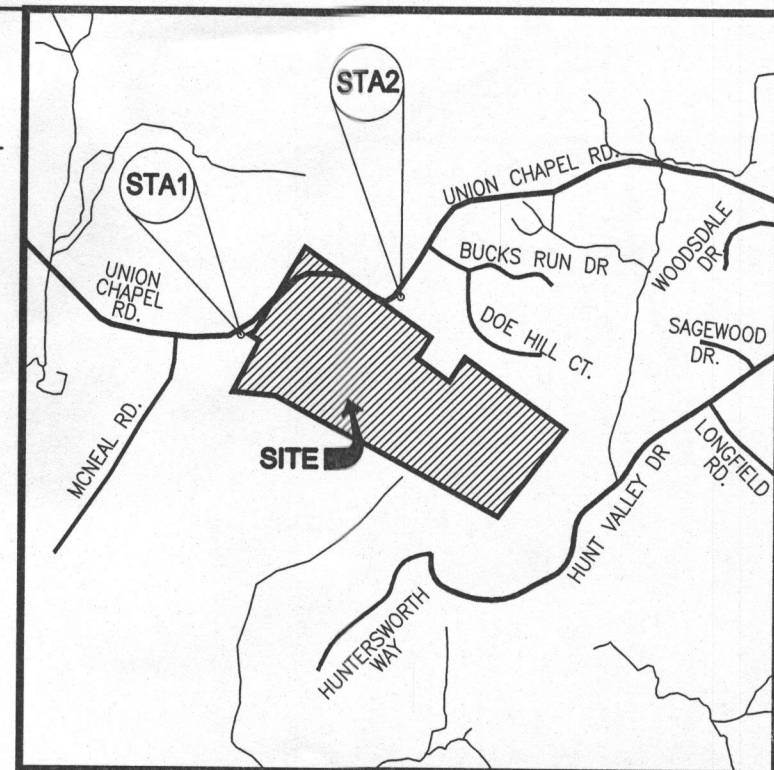 STA2
STA1
UNION CHAPEL RD.
BUCKS RUN DR
WOODSDALE
DR.
UNION
CHAPEL
RD.
DOE HILL CT.
SAGEWOOD
DR.
MCNEAL RD.
SITE
LONGFIELD
RD.
HUNT VALLEY DR
HUNTERSWORTH
WAY